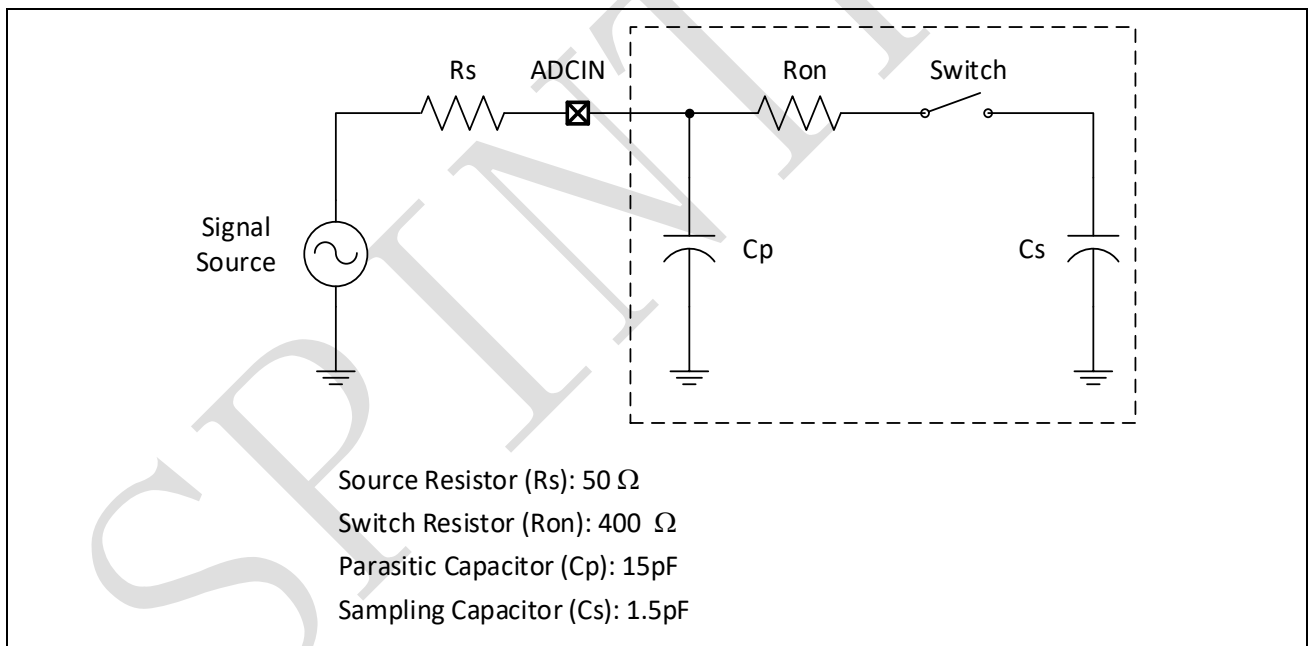 Rs ADCIN Ron Switch
Signal
Source
Cp Cs
Source Resistor (Rs): 50 Ω
Switch Resistor (Ron): 400 Ω
Parasitic Capacitor (Cp): 15pF
Sampling Capacitor (Cs): 1.5pF
SPINT